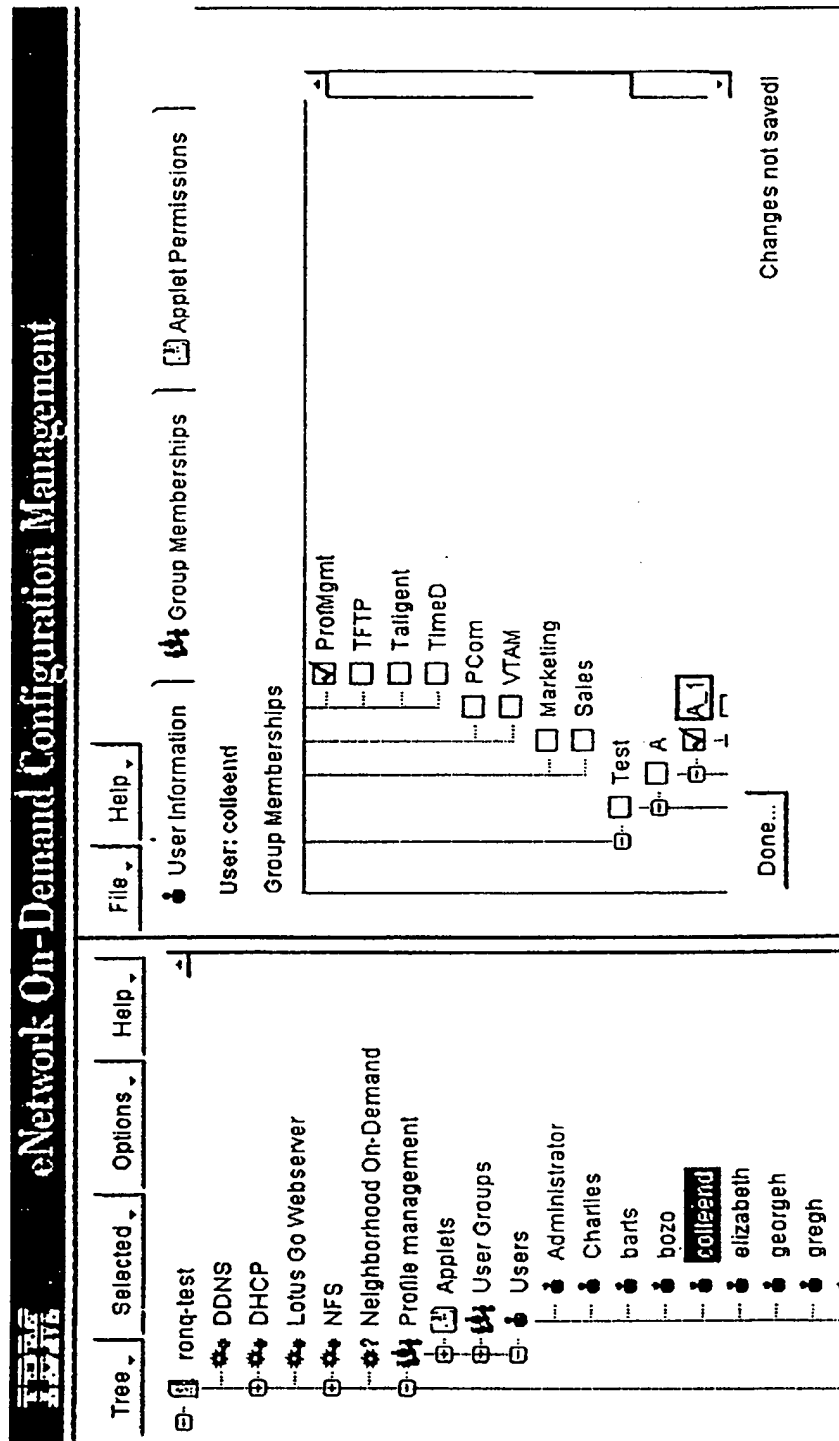 IBM
eNetwork On-Demand Configuration Management
Tree Selected Options Help
ronq-test
DDNS
DHCP
Lotus Go Webserver
NFS
? Neighborhood On-Demand
Profile management
Applets
User Groups
Users
Administrator
Charlies
barts
bozo
colleend
elizabeth
georgeh
gregh
File Help
User Information Group Memberships Applet Permissions
User: colleend
Group Memberships
ProfMgmt
TFTP
Taligent
TimeD
PCom
VTAM
Marketing
Sales
Test
A
A_1
Done...
Changes not saved!